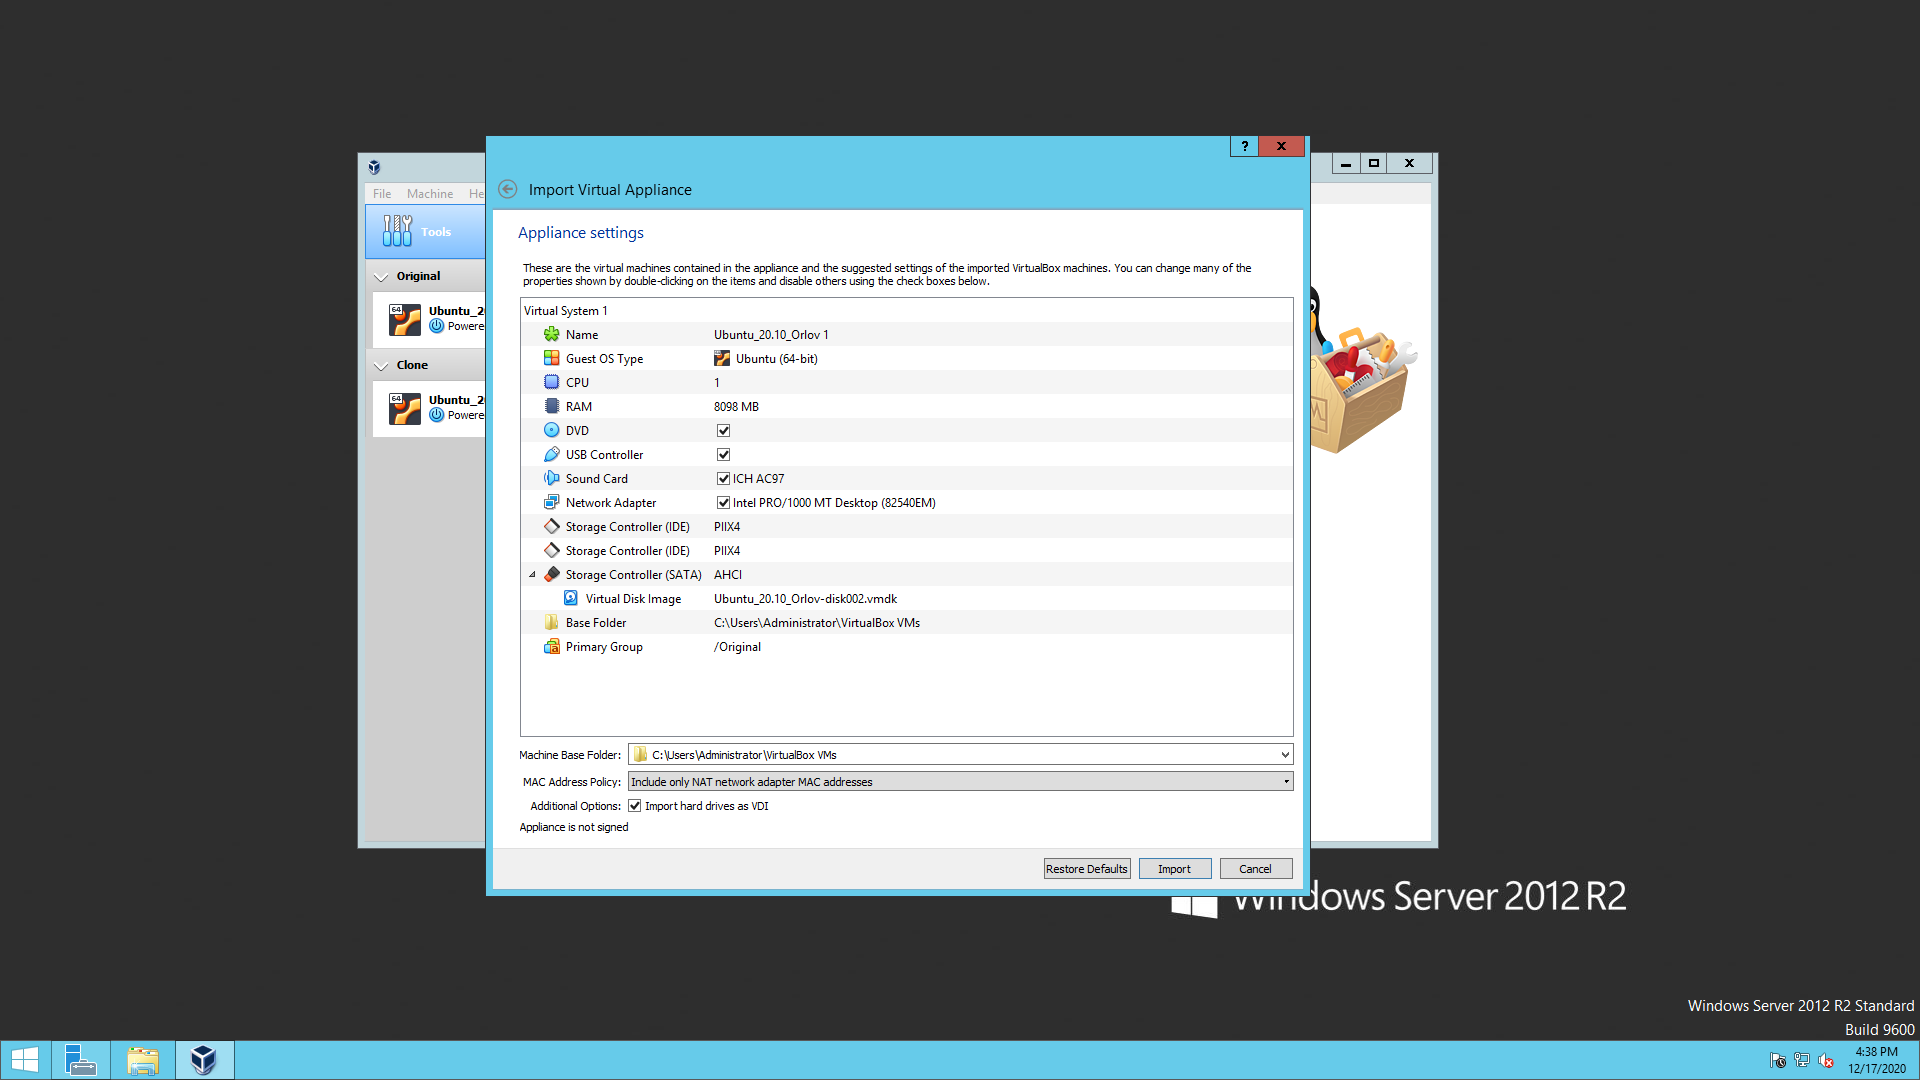 ?
Import Virtual Appliance
File Machine He
Tools
Original
64
Ubuntu_2
Powere
Clone
64
Ubuntu_2
Powere
Appliance settings
These are the virtual machines contained in the appliance and the suggested settings of the imported VirtualBox machines. You can change many of the
properties shown by double-clicking on the items and disable others using the check boxes below.
Virtual System 1
Name Ubuntu_20.10_Orlov 1
Guest OS Type Ubuntu (64-bit)
CPU 1
RAM 8098 MB
DVD
USB Controller
Sound Card ICH AC97
Network Adapter Intel PRO/1000 MT Desktop (82540EM)
Storage Controller (IDE) PIIX4
Storage Controller (IDE) PIIX4
Storage Controller (SATA) AHCI
Virtual Disk Image Ubuntu_20.10_Orlov-disk002.vmdk
Base Folder C:\Users\Administrator\VirtualBox VMs
Primary Group /Original
Machine Base Folder: C:\Users\Administrator\VirtualBox VMs
MAC Address Policy: Include only NAT network adapter MAC addresses
Additional Options: Import hard drives as VDI
Appliance is not signed
Restore Defaults Import Cancel
Windows Server 2012 R2
Windows Server 2012 R2 Standard
Build 9600
4:38 PM
12/17/2020